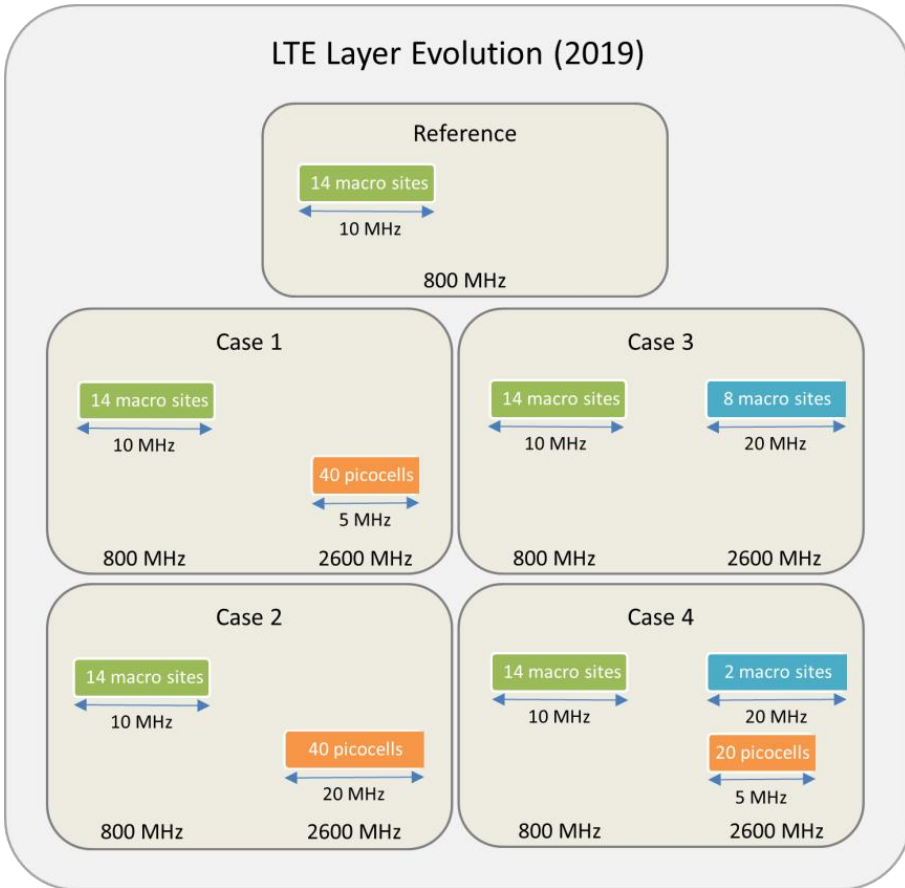 LTE Layer Evolution (2019)
Reference
14 macro sites
10 MHz
800 MHz
Case 1
14 macro sites
10 MHz
40 picocells
5 MHz
800 MHz
2600 MHz
Case 3
14 macro sites
8 macro sites
10 MHz
20 MHz
800 MHz
2600 MHz
Case 2
14 macro sites
10 MHz
40 picocells
20 MHz
800 MHz
2600 MHz
Case 4
14 macro sites
2 macro sites
10 MHz
20 MHz
20 picocells
5 MHz
800 MHz
2600 MHz